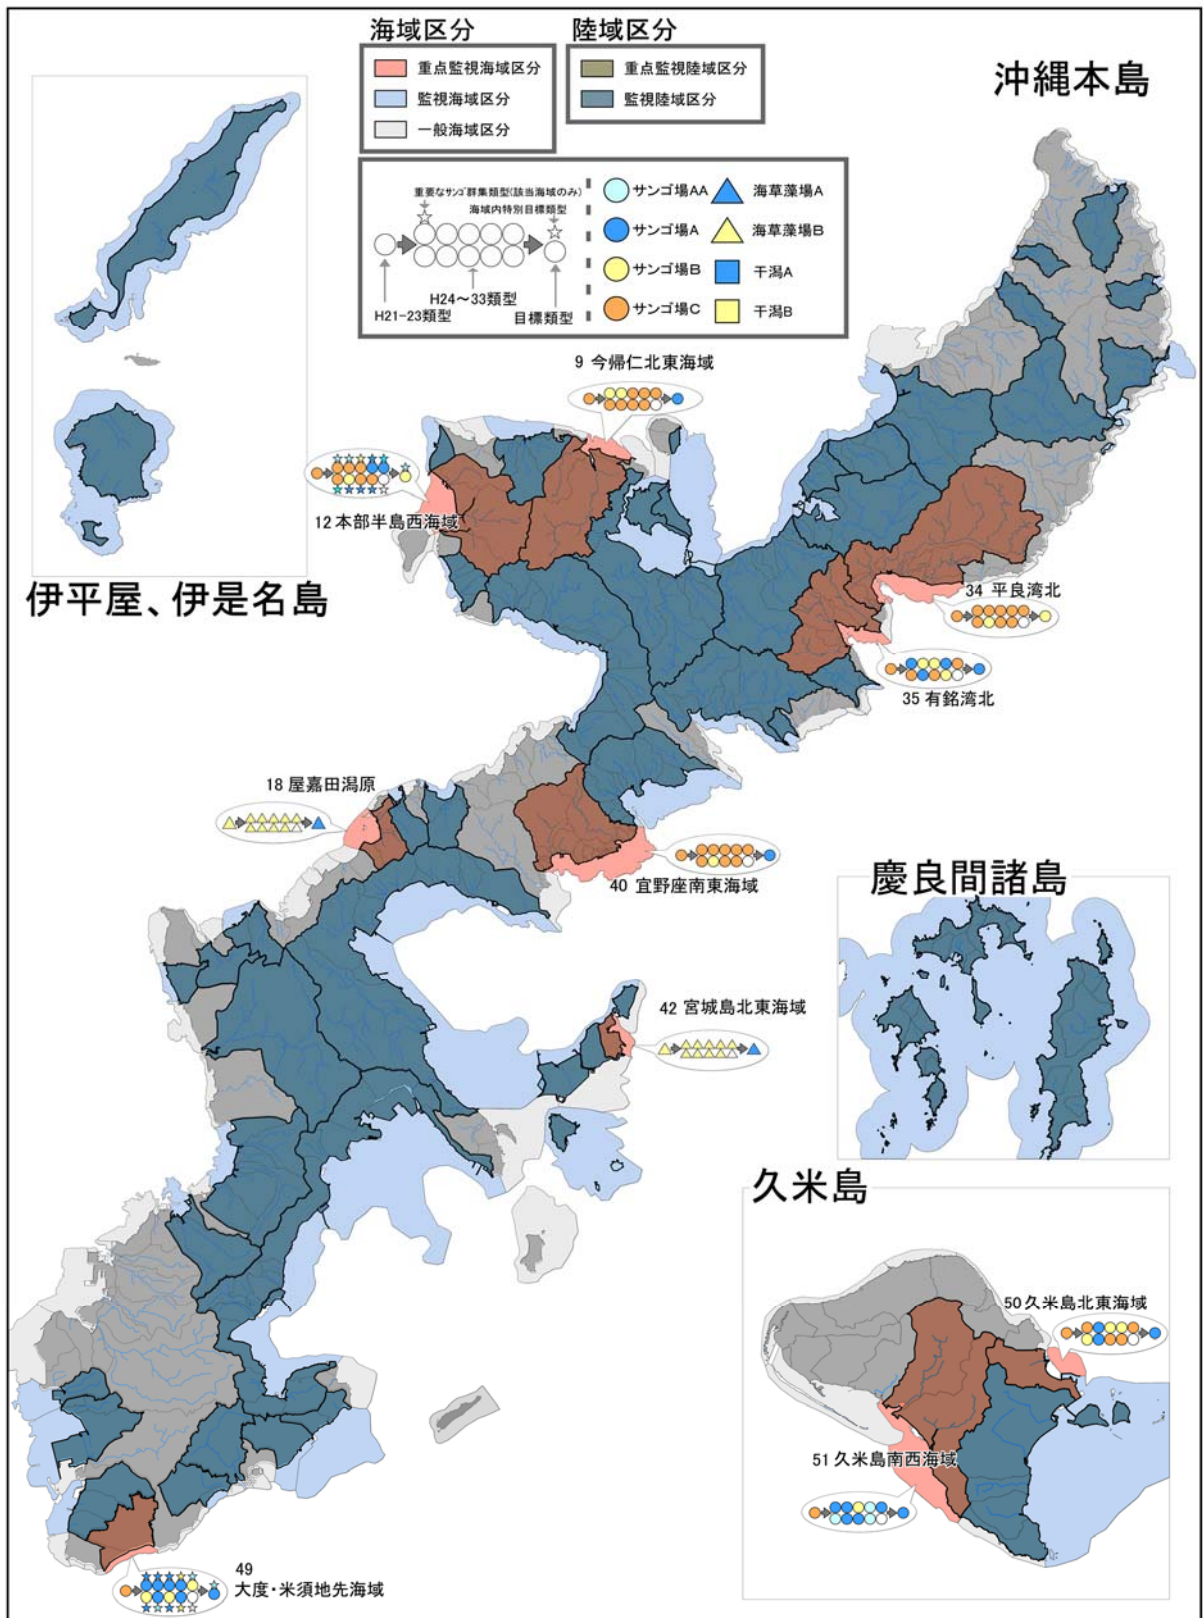 海域区分
重点監視海域区分
監視海域区分
一般海域区分
陸域区分
重点監視陸域区分
監視陸域区分
沖縄本島
重要なサンゴ群集類型(該当海域のみ)
海域内特別目標類型
H24～33類型
H21-23類型
目標類型
サンゴ場AA
サンゴ場A
サンゴ場B
サンゴ場C
海草藻場A
海草藻場B
干潟A
干潟B
9 今帰仁北東海域
12 本部半島西海域
伊平屋、伊是名島
34 平良湾北
35 有銘湾北
18 屋嘉田潟原
40 宜野座南東海域
慶良間諸島
42 宮城島北東海域
久米島
50 久米島北東海域
51 久米島南西海域
49
大度・米須地先海域